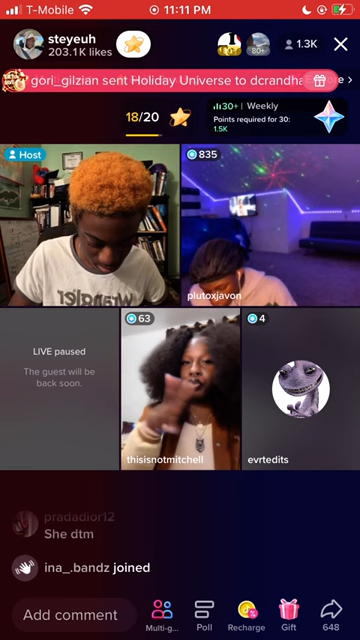 T-Mobile
11:11 PM
steyeuh
203.1K likes
80+
1.3K
göri_gilzian sent Holiday Universe to dcrandha
18/20
30+ | Weekly
Points required for 30:
1.5K
Host
835
plutoxjavon
LIVE paused
The guest will be
back soon.
63
thisisnotmitchell
4
evrtedits
pradadior12
She dtm
ina_.bandz joined
Add comment
Multi-g...
Poll
Recharge
Gift
648